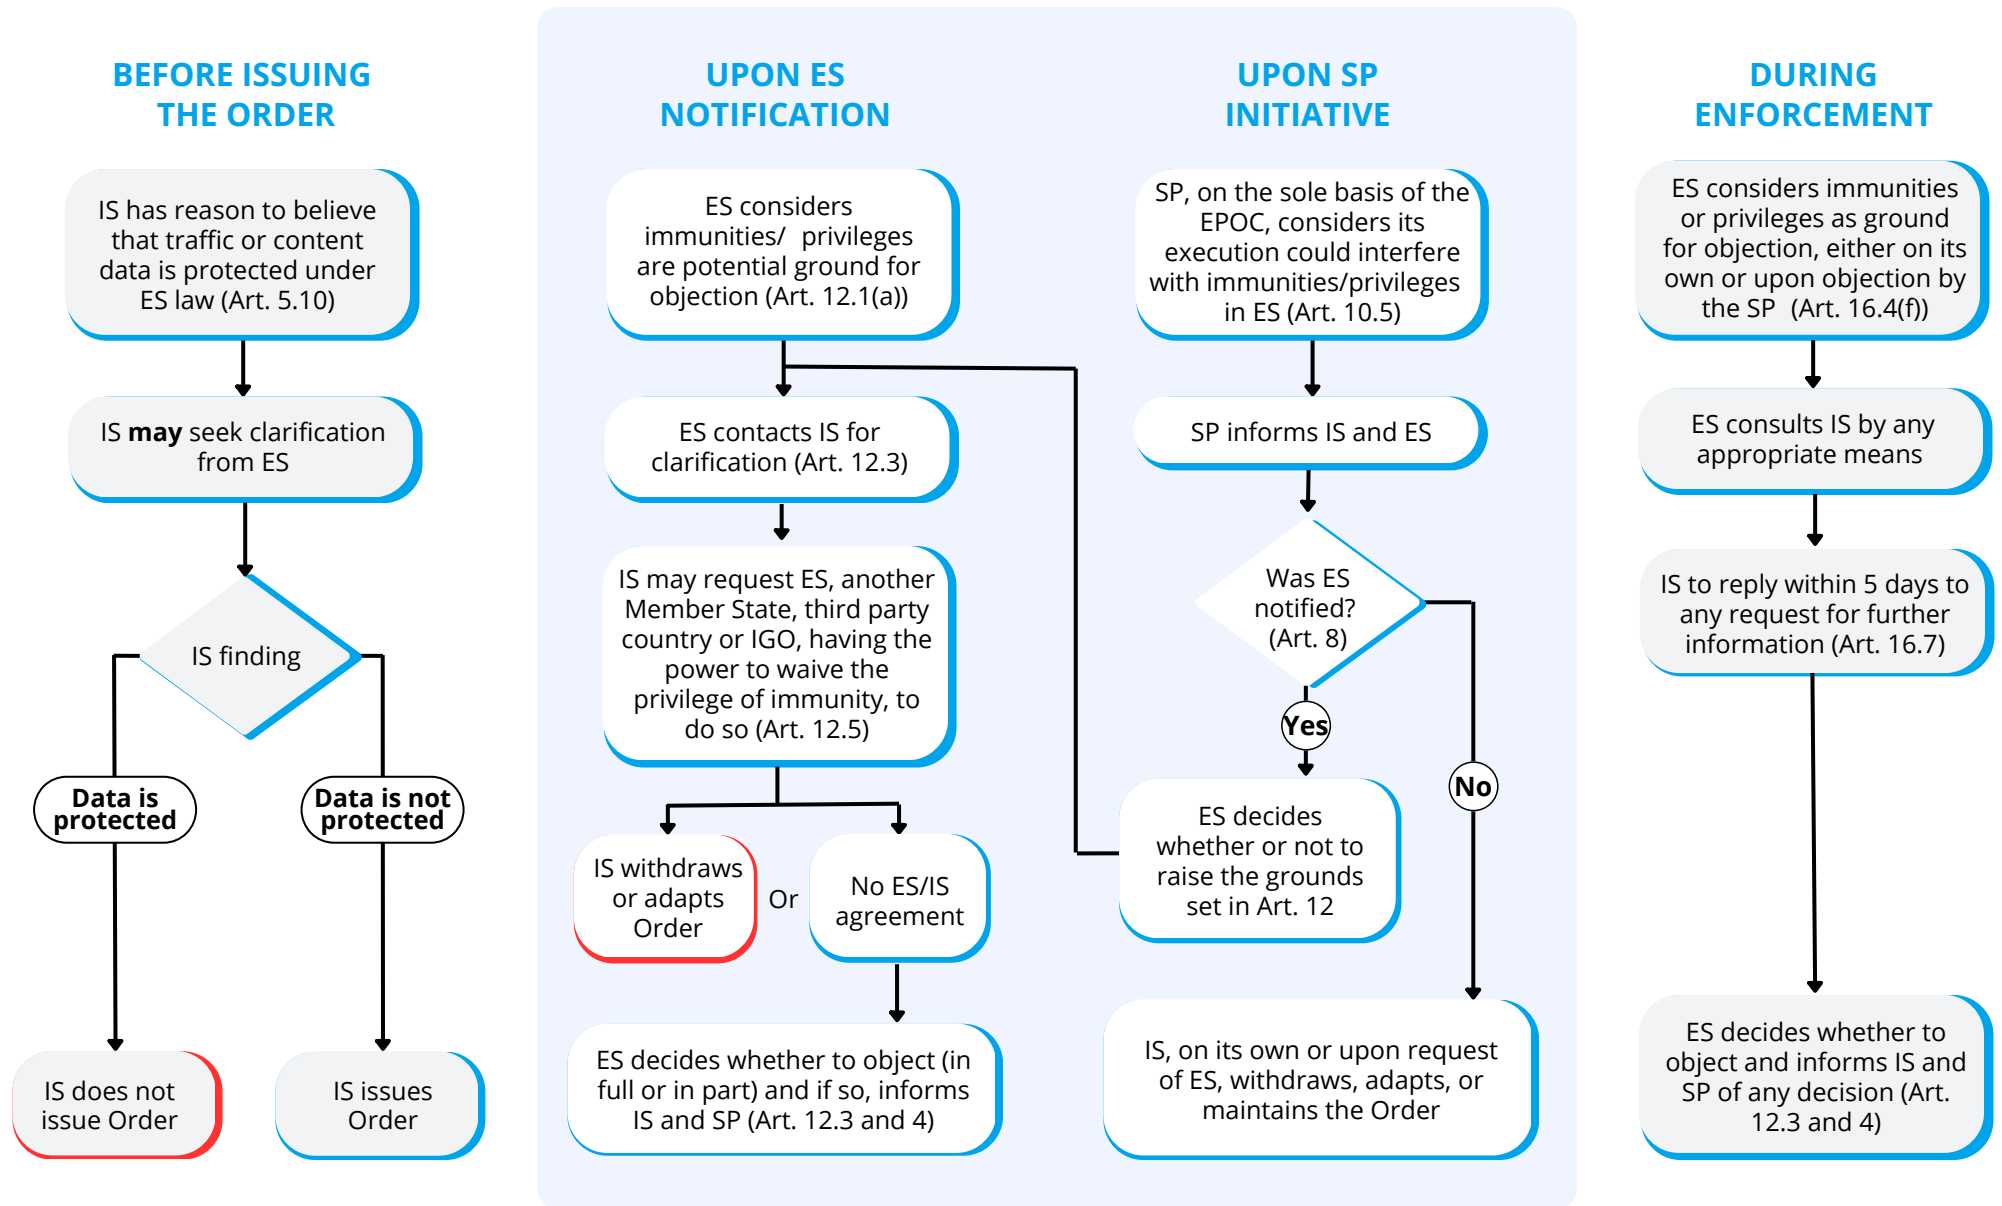 BEFORE ISSUING
THE ORDER
IS has reason to believe
that traffic or content
data is protected under
ES law (Art. 5.10)
IS may seek clarification
from ES
IS finding
Data is
protected
Data is not
protected
IS does not
issue Order
IS issues
Order
UPON ES
NOTIFICATION
ES considers
immunities/ privileges
are potential ground for
objection (Art. 12.1(a))
ES contacts IS for
clarification (Art. 12.3)
IS may request ES, another
Member State, third party
country or IGO, having the
power to waive the
privilege of immunity, to
do so (Art. 12.5)
IS withdraws
or adapts
Order
Or
No ES/IS
agreement
ES decides whether to object (in
full or in part) and if so, informs
IS and SP (Art. 12.3 and 4)
UPON SP
INITIATIVE
SP, on the sole basis of the
EPOC, considers its
execution could interfere
with immunities/privileges
in ES (Art. 10.5)
SP informs IS and ES
Was ES
notified?
(Art. 8)
Yes
No
ES decides
whether or not to
raise the grounds
set in Art. 12
IS, on its own or upon request
of ES, withdraws, adapts, or
maintains the Order
DURING
ENFORCEMENT
ES considers immunities
or privileges as ground
for objection, either on its
own or upon objection by
the SP (Art. 16.4(f))
ES consults IS by any
appropriate means
IS to reply within 5 days to
any request for further
information (Art. 16.7)
ES decides whether to
object and informs IS and
SP of any decision (Art.
12.3 and 4)